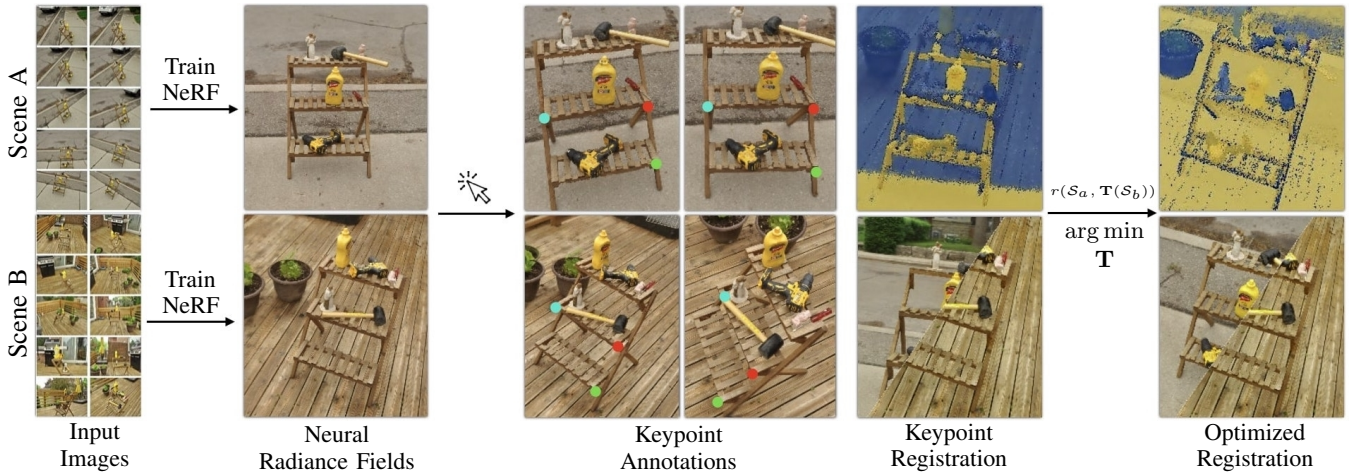 Scene A
Train
NeRF
Scene B
Train
NeRF
r(𝒮ₐ, T(𝒮_b))
arg min
T
Input
Images
Neural
Radiance Fields
Keypoint
Annotations
Keypoint
Registration
Optimized
Registration